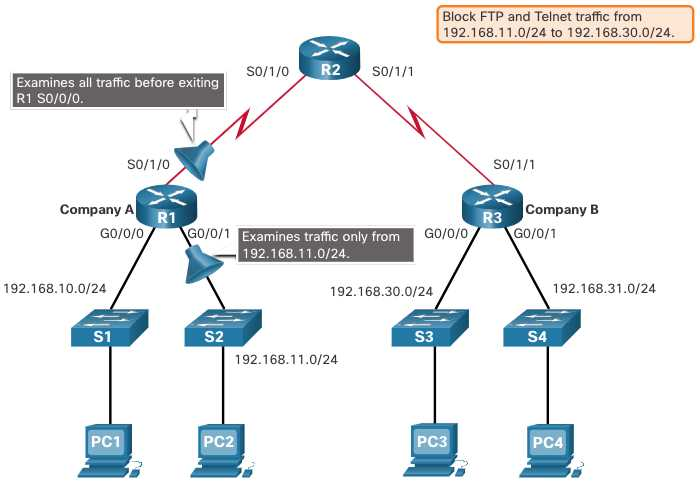 Block FTP and Telnet traffic from
192.168.11.0/24 to 192.168.30.0/24.
S0/1/0
R2
S0/1/1
Examines all traffic before exiting
R1 S0/0/0.
S0/1/0
S0/1/1
Company A
R1
R3
Company B
G0/0/0
G0/0/1
G0/0/0
G0/0/1
Examines traffic only from
192.168.11.0/24.
192.168.10.0/24
192.168.30.0/24
192.168.31.0/24
S1
S2
S3
S4
192.168.11.0/24
PC1
PC2
PC3
PC4